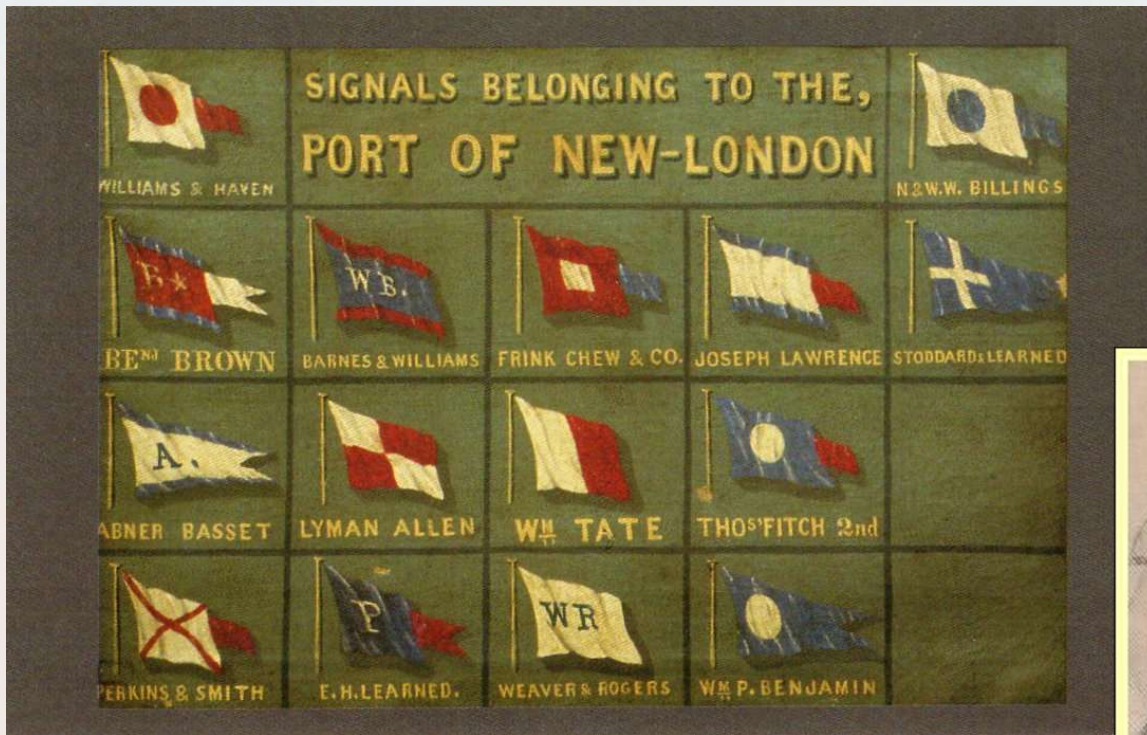 SIGNALS BELONGING TO THE,
PORT OF NEW-LONDON
WILLIAMS & HAVEN
N&W.W. BILLINGS
B★
W B.
BENJ BROWN
BARNES & WILLIAMS
FRINK CHEW & CO.
JOSEPH LAWRENCE
STODDARD & LEARNED
A.
ABNER BASSET
LYMAN ALLEN
WM TATE
THOS' FITCH 2nd
P
WR
PERKINS & SMITH
E.H. LEARNED.
WEAVER & ROGERS
WM P. BENJAMIN